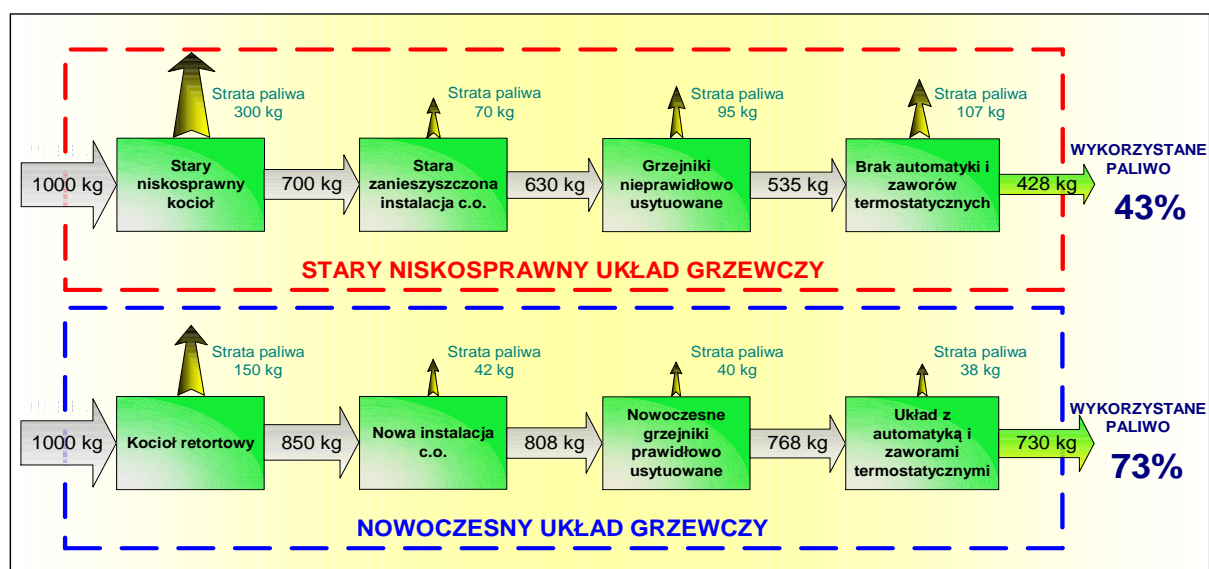 Strata paliwa
300 kg
Strata paliwa
70 kg
Strata paliwa
95 kg
Strata paliwa
107 kg
1000 kg
Stary
niskosprawny
kocioł
700 kg
Stara
zanieszyszczona
instalacja c.o.
630 kg
Grzejniki
nieprawidłowo
usytuowane
535 kg
Brak automatyki i
zaworów
termostatycznych
428 kg
WYKORZYSTANE
PALIWO
43%
STARY NISKOSPRAWNY UKŁAD GRZEWCZY
Strata paliwa
150 kg
Strata paliwa
42 kg
Strata paliwa
40 kg
Strata paliwa
38 kg
1000 kg
Kocioł retortowy
850 kg
Nowa instalacja
c.o.
808 kg
Nowoczesne
grzejniki
prawidłowo
usytuowane
768 kg
Układ z
automatyką i
zaworami
termostatycznymi
730 kg
WYKORZYSTANE
PALIWO
73%
NOWOCZESNY UKŁAD GRZEWCZY